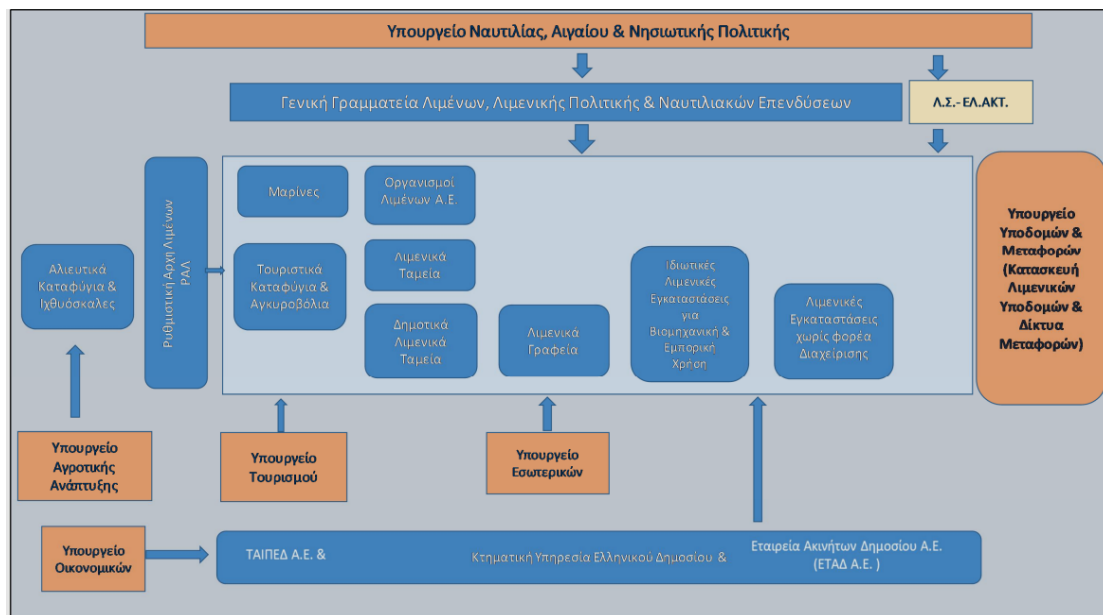 Υπουργείο Ναυτιλίας, Αιγαίου & Νησιωτικής Πολιτικής
Γενική Γραμματεία Λιμένων, Λιμενικής Πολιτικής & Ναυτιλιακών Επενδύσεων
Λ.Σ.- ΕΛ.ΑΚΤ.
Αλιευτικά
Καταφύγια &
Ιχθυόσκαλες
Ρυθμιστική Αρχή Λιμένων
ΡΑΛ
Μαρίνες
Οργανισμοί
Λιμένων Α.Ε.
Τουριστικά
Καταφύγια &
Αγκυροβόλια
Λιμενικά
Ταμεία
Δημοτικά
Λιμενικά
Ταμεία
Λιμενικά
Γραφεία
Ιδιωτικές
Λιμενικές
Εγκαταστάσεις
για
Βιομηχανική &
Εμπορική
Χρήση
Λιμενικές
Εγκαταστάσεις
χωρίς φορέα
Διαχείρισης
Υπουργείο
Υποδομών &
Μεταφορών
(Κατασκευή
Λιμενικών
Υποδομών &
Δίκτυα
Μεταφορών)
Υπουργείο
Αγροτικής
Ανάπτυξης
Υπουργείο
Τουρισμού
Υπουργείο
Εσωτερικών
Υπουργείο
Οικονομικών
ΤΑΙΠΕΔ Α.Ε. &
Κτηματική Υπηρεσία Ελληνικού Δημοσίου &
Εταιρεία Ακινήτων Δημοσίου Α.Ε.
(ΕΤΑΔ Α.Ε. )